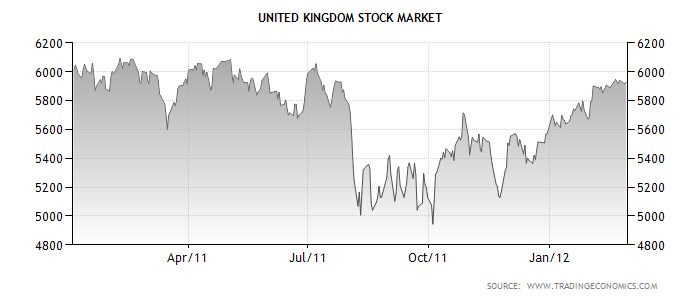 UNITED KINGDOM STOCK MARKET
6200 6200
6000 6000
5800 5800
5600 5600
5400 5400
5200 5200
5000 5000
4800 4800
Apr/11 Jul/11 Oct/11 Jan/12
SOURCE: WWW.TRADINGECONOMICS.COM